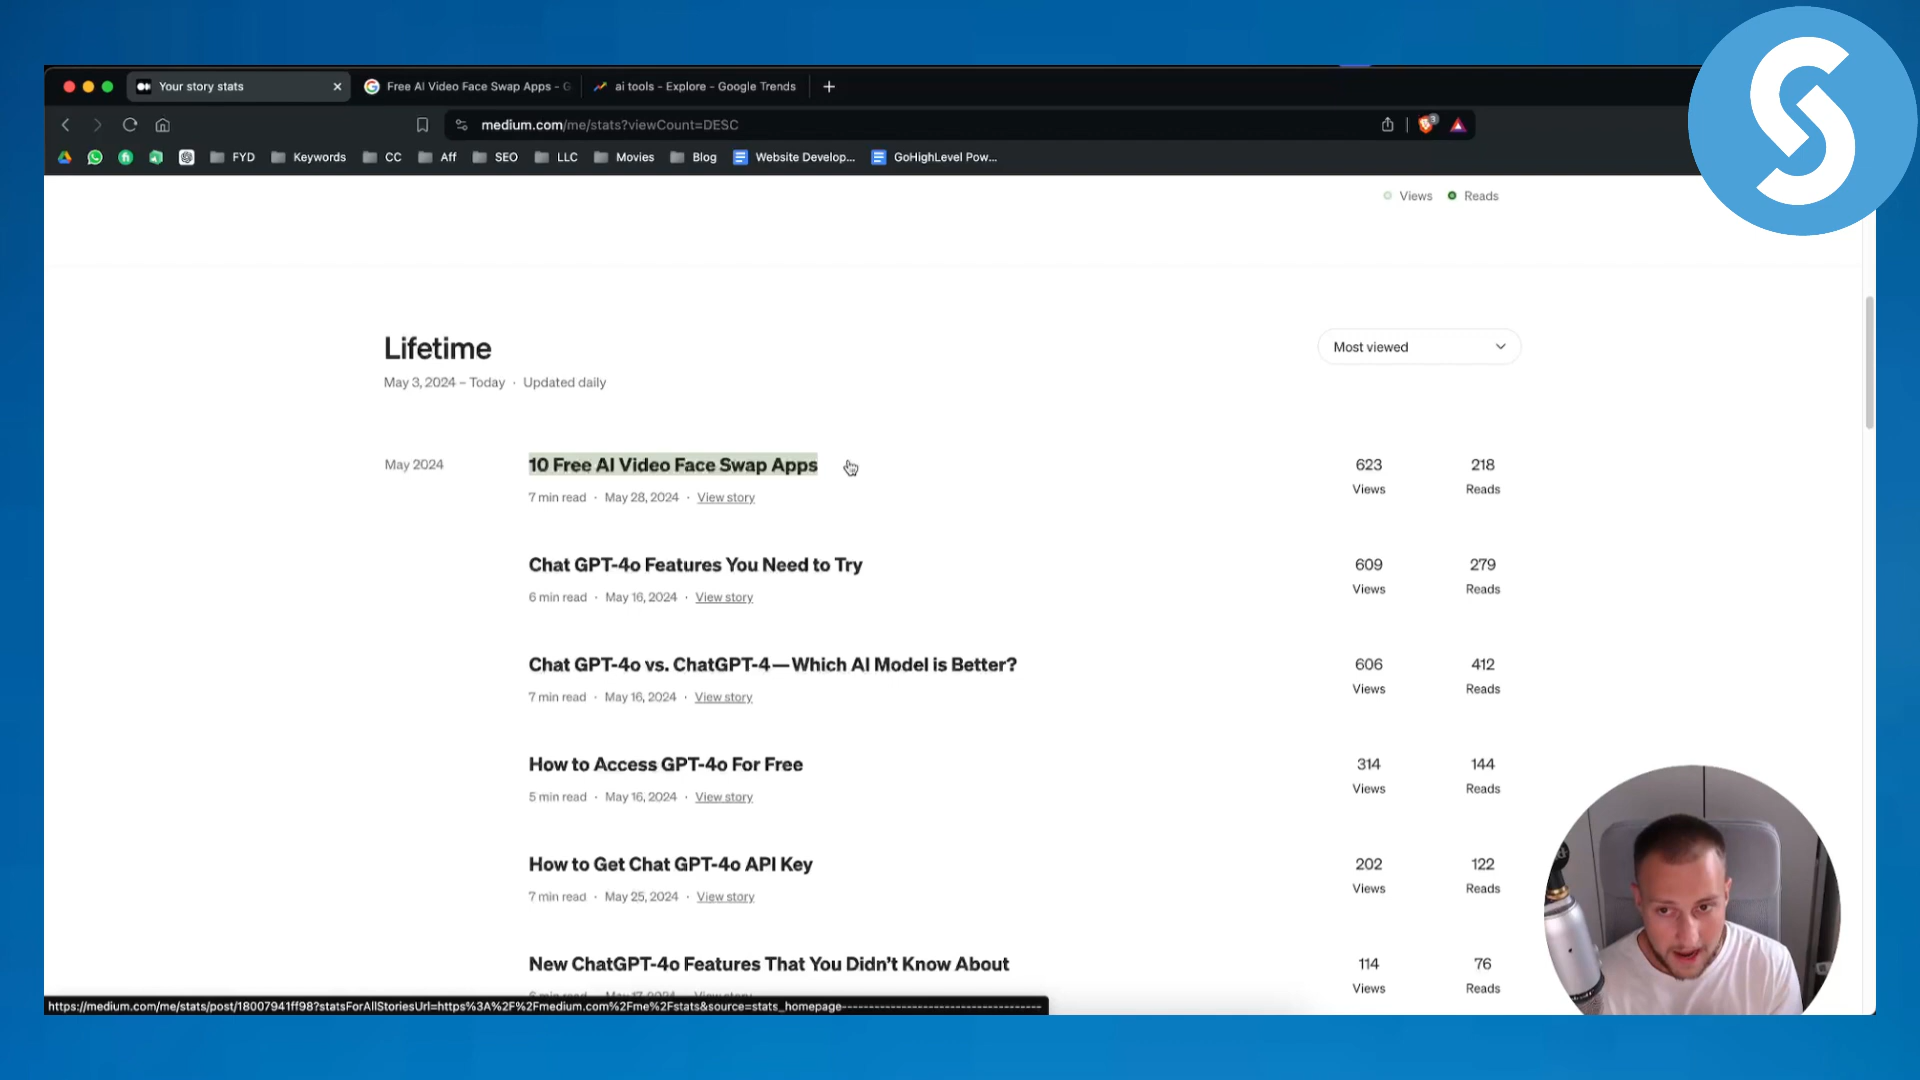 Your story stats
Free AI Video Face Swap Apps - G
ai tools - Explore - Google Trends
medium.com/me/stats?viewCount=DESC
3
FYD
Keywords
CC
Aff
SEO
LLC
Movies
Blog
Website Develop...
GoHighLevel Pow...
Views Reads
Lifetime
Most viewed
May 3, 2024 – Today · Updated daily
May 2024
10 Free AI Video Face Swap Apps
7 min read · May 28, 2024 · View story
623
Views
218
Reads
Chat GPT-4o Features You Need to Try
6 min read · May 16, 2024 · View story
609
Views
279
Reads
Chat GPT-4o vs. ChatGPT-4—Which AI Model is Better?
7 min read · May 16, 2024 · View story
606
Views
412
Reads
How to Access GPT-4o For Free
5 min read · May 16, 2024 · View story
314
Views
144
Reads
How to Get Chat GPT-4o API Key
7 min read · May 25, 2024 · View story
202
Views
122
Reads
New ChatGPT-4o Features That You Didn't Know About
6 min read · May 17, 2024 · View story
114
Views
76
Reads
https://medium.com/me/stats/post/18007941ff98?statsForAllStoriesUrl=https%3A%2F%2Fmedium.com%2Fme%2Fstats&source=stats_homepage-------------------------------------